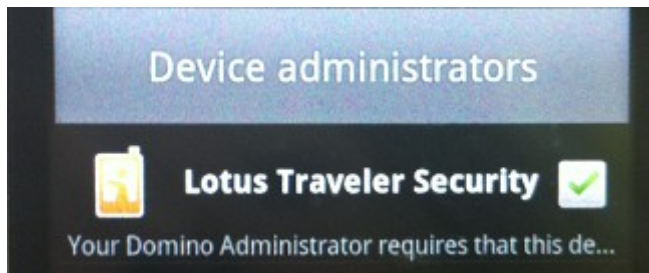 Device administrators
Lotus Traveler Security
Your Domino Administrator requires that this de...